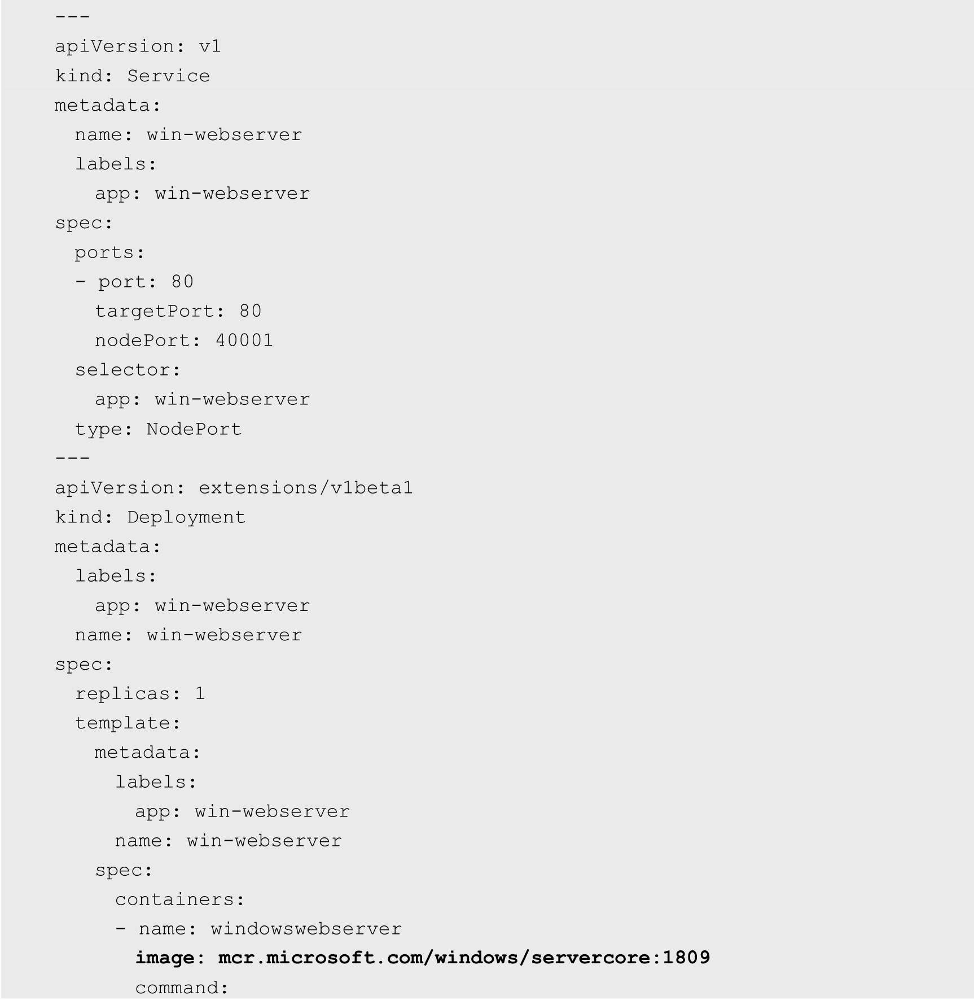 ---
apiVersion: v1
kind: Service
metadata:
  name: win-webserver
  labels:
    app: win-webserver
spec:
  ports:
  - port: 80
    targetPort: 80
    nodePort: 40001
  selector:
    app: win-webserver
  type: NodePort
---
apiVersion: extensions/v1beta1
kind: Deployment
metadata:
  labels:
    app: win-webserver
  name: win-webserver
spec:
  replicas: 1
  template:
    metadata:
      labels:
        app: win-webserver
      name: win-webserver
    spec:
      containers:
      - name: windowswebserver
        image: mcr.microsoft.com/windows/servercore:1809
        command: